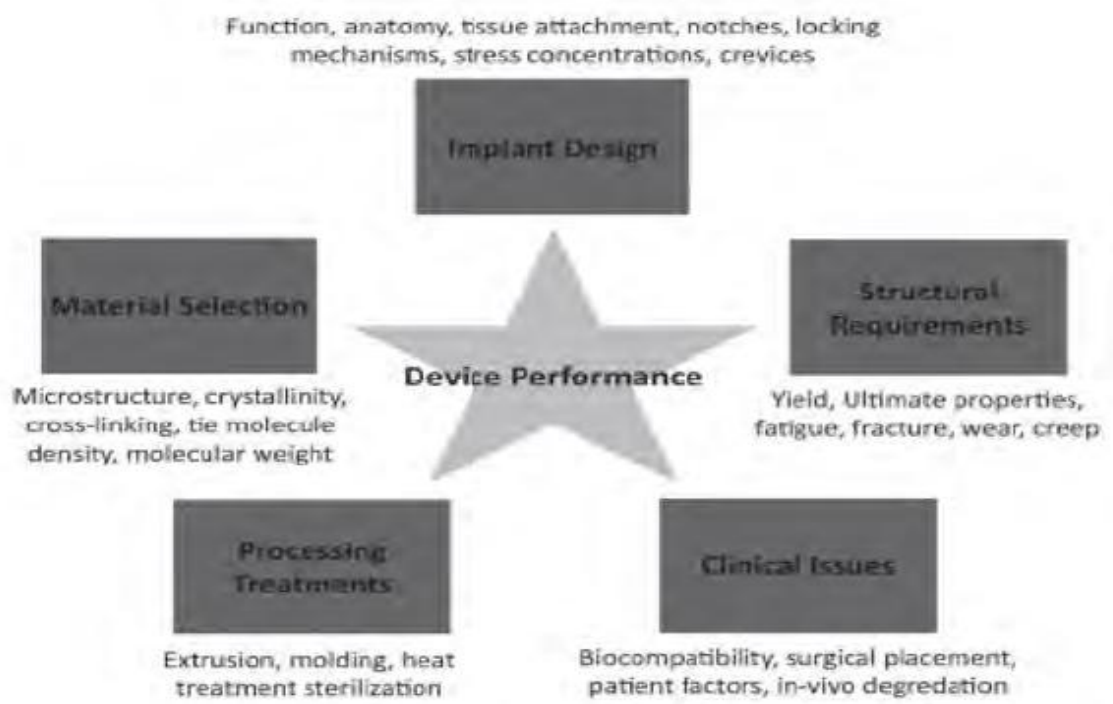 Function, anatomy, tissue attachment, notches, locking
mechanisms, stress concentrations, crevices
Implant Design
Material Selection
Microstructure, crystallinity,
cross-linking, tie molecule
density, molecular weight
Structural
Requirements
Yield, Ultimate properties,
fatigue, fracture, wear, creep
Device Performance
Processing
Treatments
Extrusion, molding, heat
treatment sterilization
Clinical Issues
Biocompatibility, surgical placement,
patient factors, in-vivo degredation